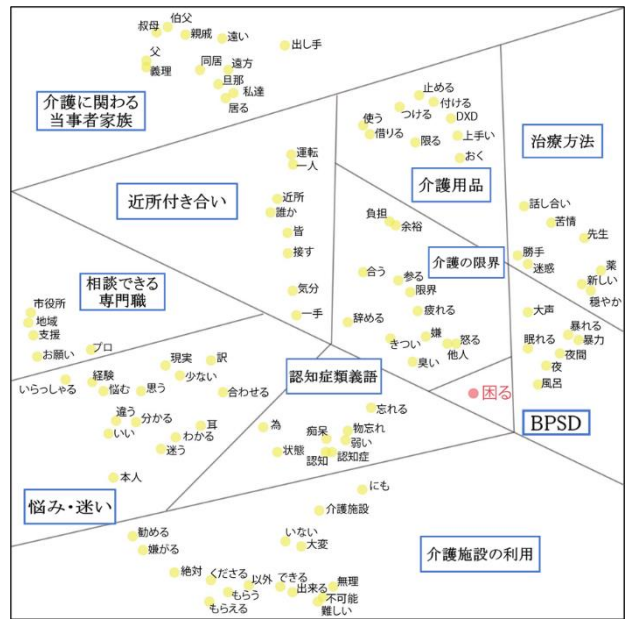 叔母
伯父
親戚
遠い
出し手
父
義理
同居
遠方
旦那
私達
居る
介護に関わる
当事者家族
止める
付ける
つける
DXD
使う
借りる
限る
上手い
おく
介護用品
治療方法
話し合い
苦情
先生
勝手
迷惑
薬
新しい
穏やか
運転
一人
近所
誰か
皆
接す
気分
一手
近所付き合い
負担
余裕
介護の限界
合う
参る
限界
疲れる
辞める
きつい
嫌
怒る
他人
臭い
大声
暴れる
暴力
眠れる
夜間
夜
風呂
困る
BPSD
相談できる
専門職
市役所
地域
支援
お願い
プロ
いらっしゃる
経験
悩む
思う
現実
少ない
訳
合わせる
違う
分かる
いい
わかる
耳
迷う
本人
悩み・迷い
認知症類義語
忘れる
為
痴呆
物忘れ
弱い
状態
認知
認知症
にも
介護施設
いない
大変
勧める
嫌がる
絶対
くださる
以外
できる
無理
もらう
出来る
不可能
もらえる
難しい
介護施設の利用